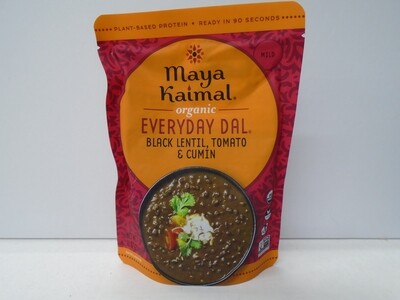 PLANT-BASED PROTEIN • READY IN 90 SECONDS
MILD
Maya
Kaimal®
organic
EVERYDAY DAL®
BLACK LENTIL, TOMATO
& CUMIN